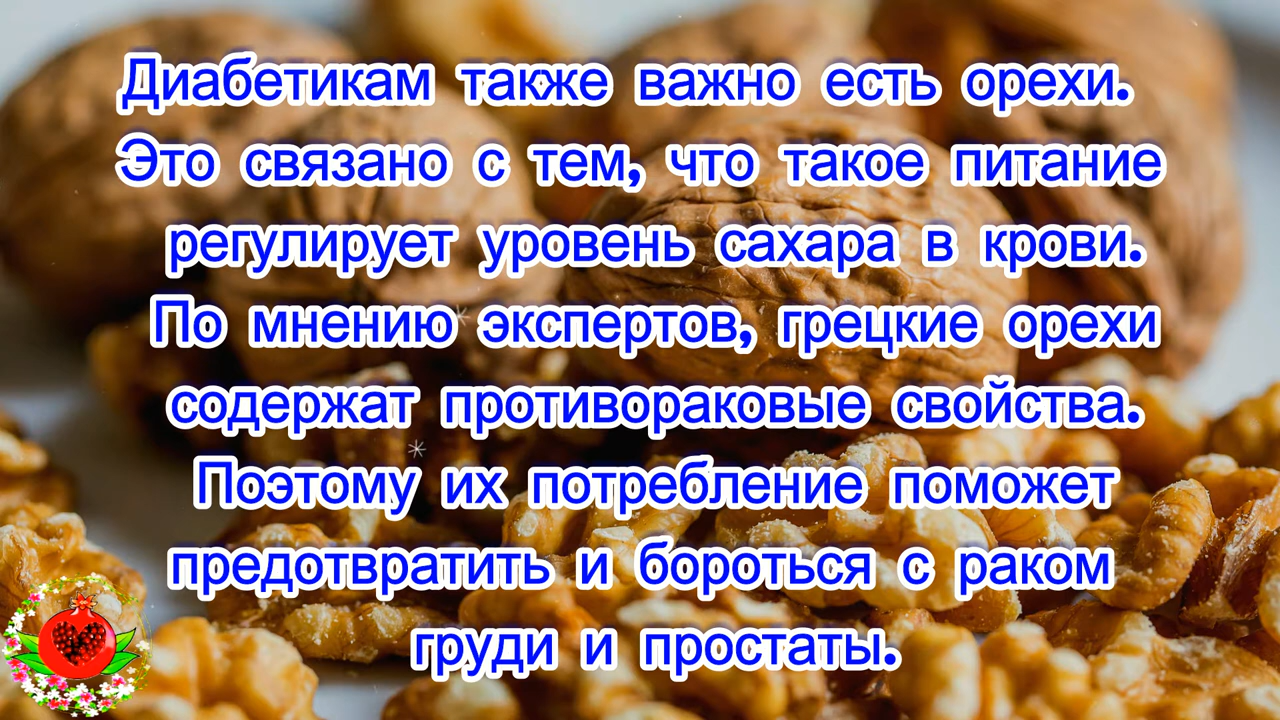 Диабетикам также важно есть орехи.
Это связано с тем, что такое питание
регулирует уровень сахара в крови.
По мнению экспертов, грецкие орехи
содержат противораковые свойства.
Поэтому их потребление поможет
предотвратить и бороться с раком
груди и простаты.